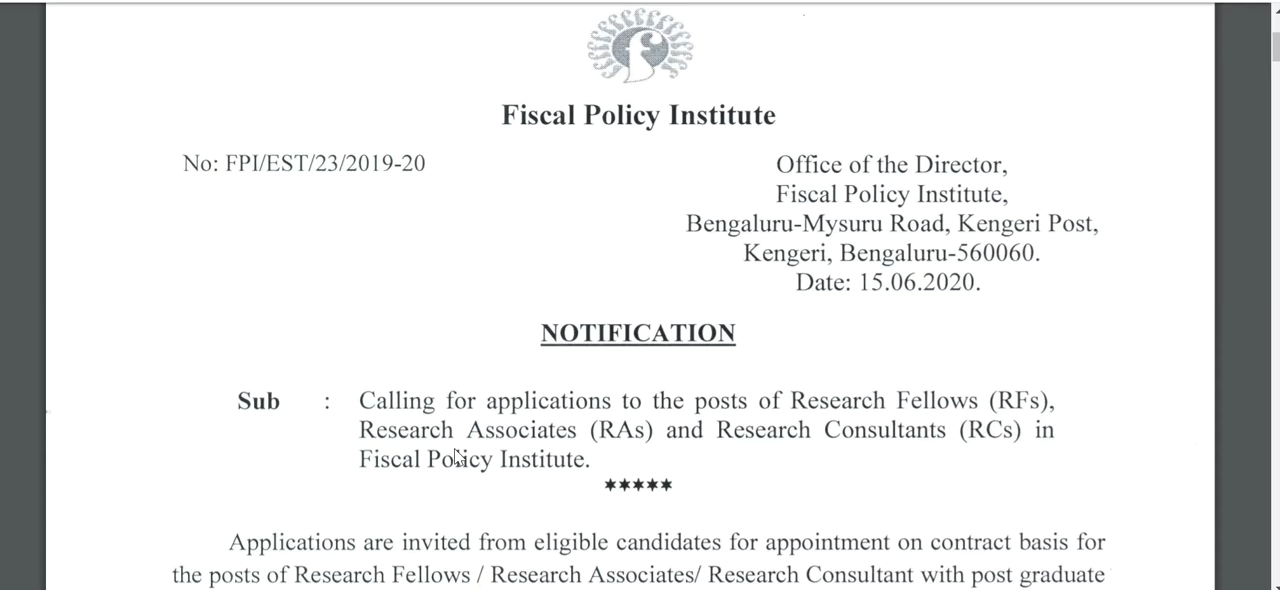 Fiscal Policy Institute
No: FPI/EST/23/2019-20
Office of the Director,
Fiscal Policy Institute,
Bengaluru-Mysuru Road, Kengeri Post,
Kengeri, Bengaluru-560060.
Date: 15.06.2020.
NOTIFICATION
Sub : Calling for applications to the posts of Research Fellows (RFs),
Research Associates (RAs) and Research Consultants (RCs) in
Fiscal Policy Institute.
*****
Applications are invited from eligible candidates for appointment on contract basis for
the posts of Research Fellows / Research Associates/ Research Consultant with post graduate